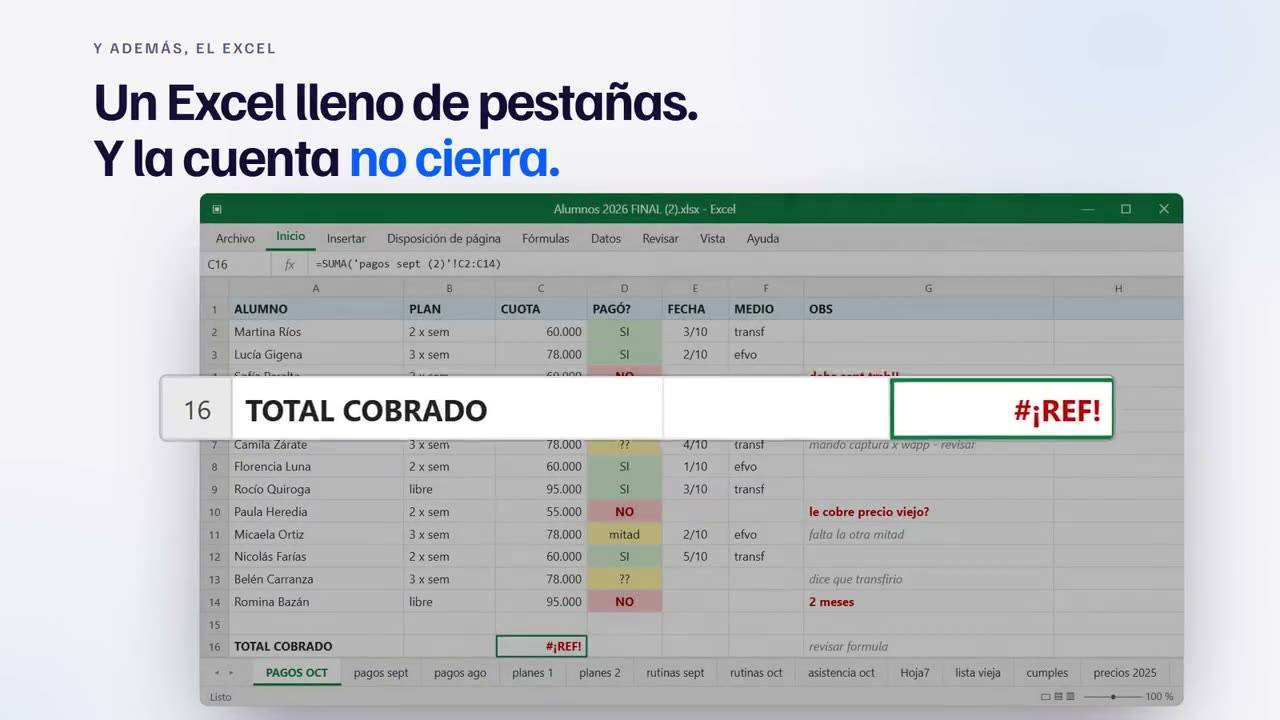 Y ADEMÁS, EL EXCEL
Un Excel lleno de pestañas.
Y la cuenta no cierra.
Alumnos 2026 FINAL (2).xlsx - Excel
Archivo Inicio Insertar Disposición de página Fórmulas Datos Revisar Vista Ayuda
C16 fx =SUMA('pagos sept (2)'!C2:C14)
A B C D E F G H
1 ALUMNO PLAN CUOTA PAGÓ? FECHA MEDIO OBS
2 Martina Ríos 2 x sem 60.000 SI 3/10 transf
3 Lucía Gigena 3 x sem 78.000 SI 2/10 efvo
16 TOTAL COBRADO #¡REF!
7 Camila Zárate 3 x sem 78.000 ?? 4/10 transf mando captura x wapp - revisar
8 Florencia Luna 2 x sem 60.000 SI 1/10 efvo
9 Rocío Quiroga libre 95.000 SI 3/10 transf
10 Paula Heredia 2 x sem 55.000 NO le cobre precio viejo?
11 Micaela Ortiz 3 x sem 78.000 mitad 2/10 efvo falta la otra mitad
12 Nicolás Farías 2 x sem 60.000 SI 5/10 transf
13 Belén Carranza 3 x sem 78.000 ?? dice que transfirio
14 Romina Bazán libre 95.000 NO 2 meses
15
16 TOTAL COBRADO #¡REF! revisar formula
PAGOS OCT pagos sept pagos ago planes 1 planes 2 rutinas sept rutinas oct asistencia oct Hoja7 lista vieja cumples precios 2025
Listo 100 %